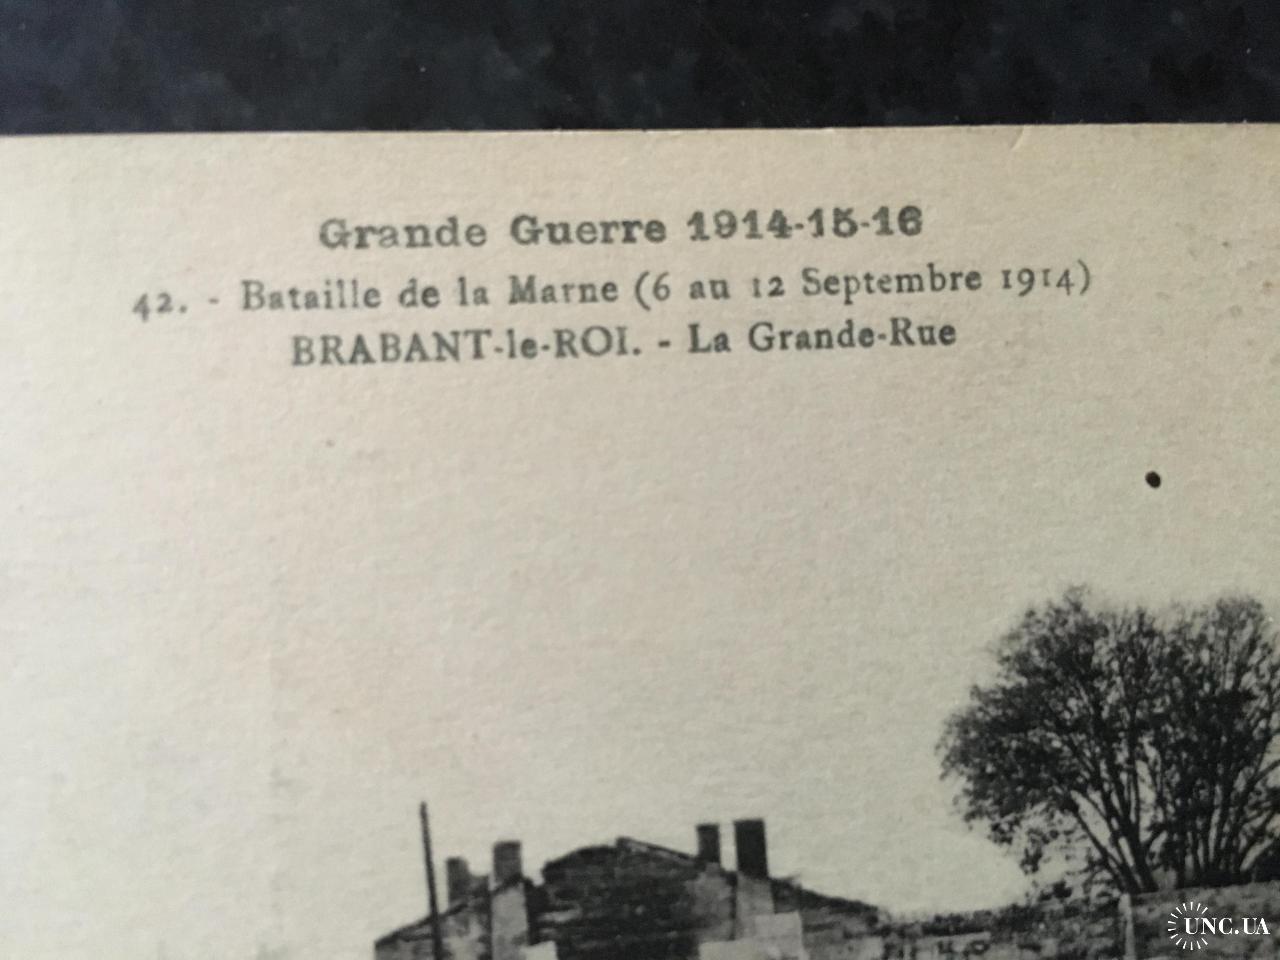 Grande Guerre 1914-15-16
42. - Bataille de la Marne (6 au 12 Septembre 1914)
BRABANT-le-ROI. - La Grande-Rue
UNC.UA